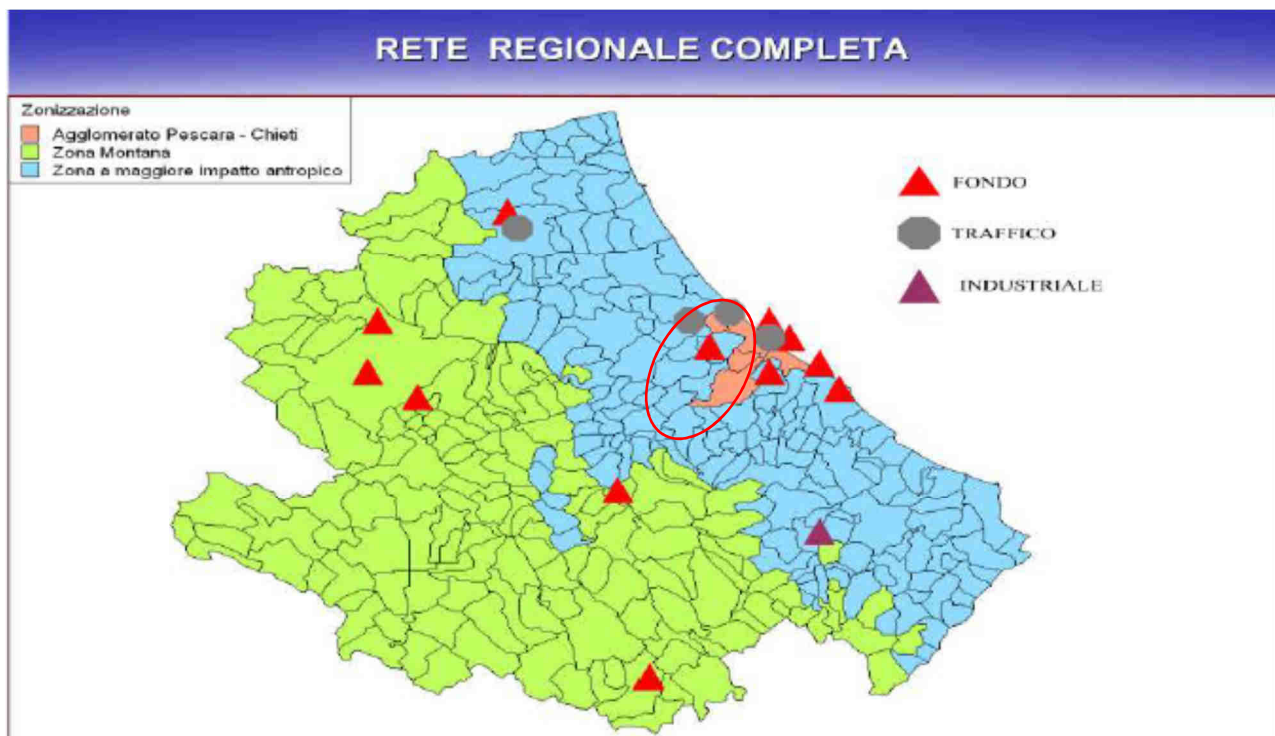 RETE REGIONALE COMPLETA
Zonizzazione
Agglomerato Pescara - Chieti
Zona Montana
Zona a maggiore impatto antropico
FONDO
TRAFFICO
INDUSTRIALE